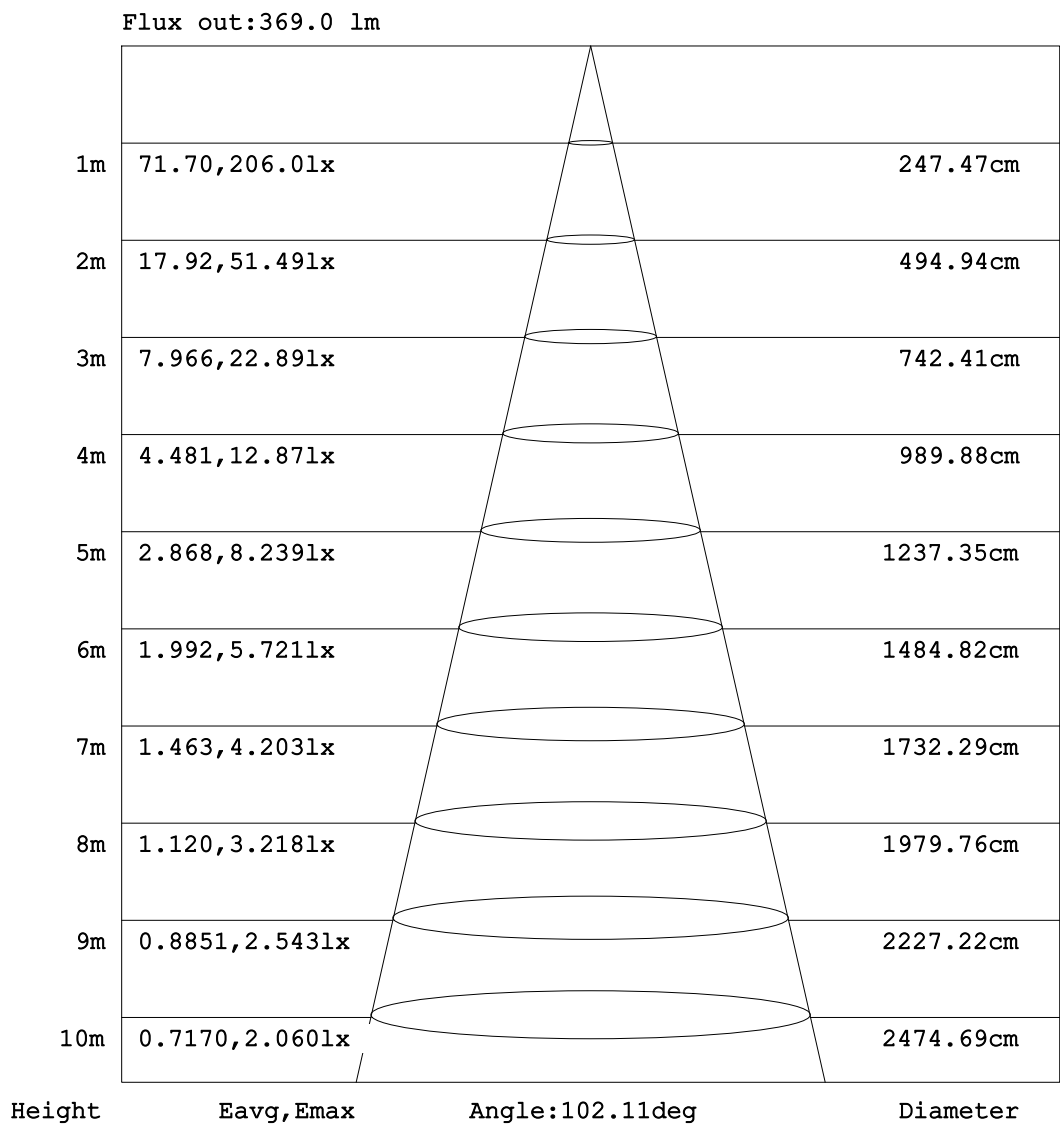 Flux out:369.0 lm
1m 71.70,206.0lx 247.47cm
2m 17.92,51.49lx 494.94cm
3m 7.966,22.89lx 742.41cm
4m 4.481,12.87lx 989.88cm
5m 2.868,8.239lx 1237.35cm
6m 1.992,5.721lx 1484.82cm
7m 1.463,4.203lx 1732.29cm
8m 1.120,3.218lx 1979.76cm
9m 0.8851,2.543lx 2227.22cm
10m 0.7170,2.060lx 2474.69cm
Height Eavg,Emax Angle:102.11deg Diameter